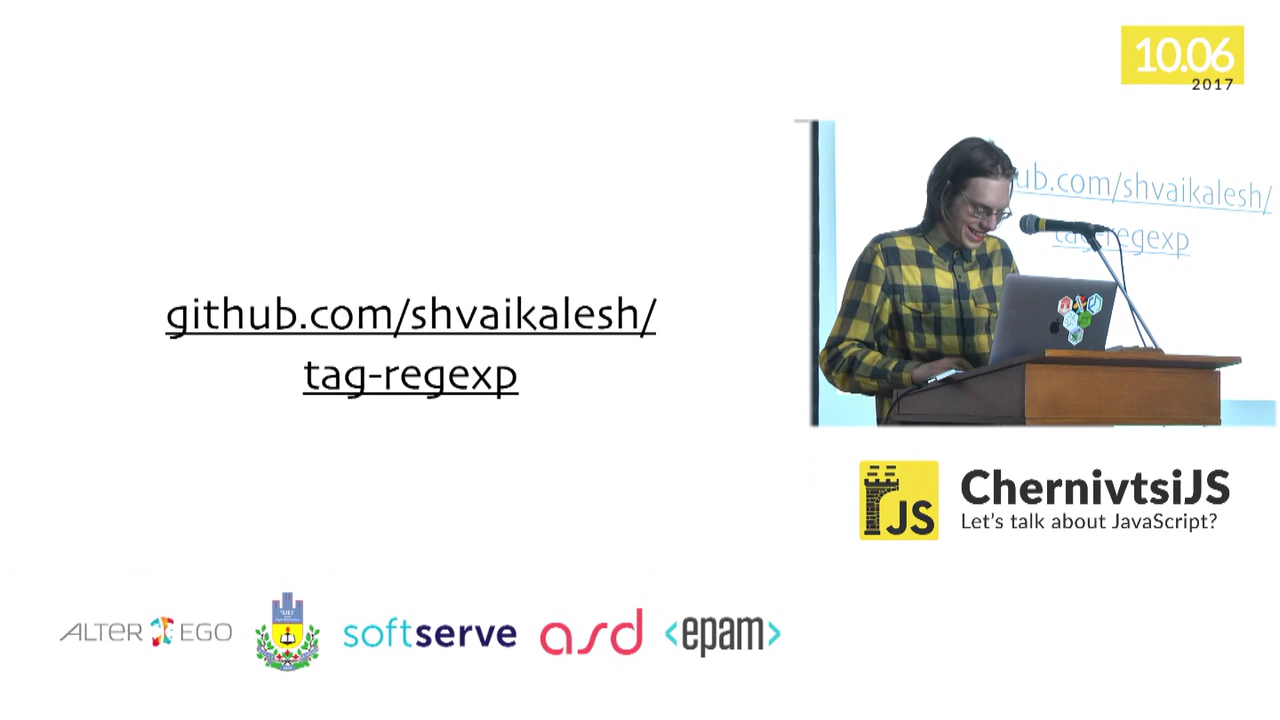 10.06
2017
ub.com/shvaikalesh/
tag-regexp
github.com/shvaikalesh/
tag-regexp
JS
ChernivtsiJS
Let's talk about JavaScript?
ALTER EGO
softserve
asd
<epam>